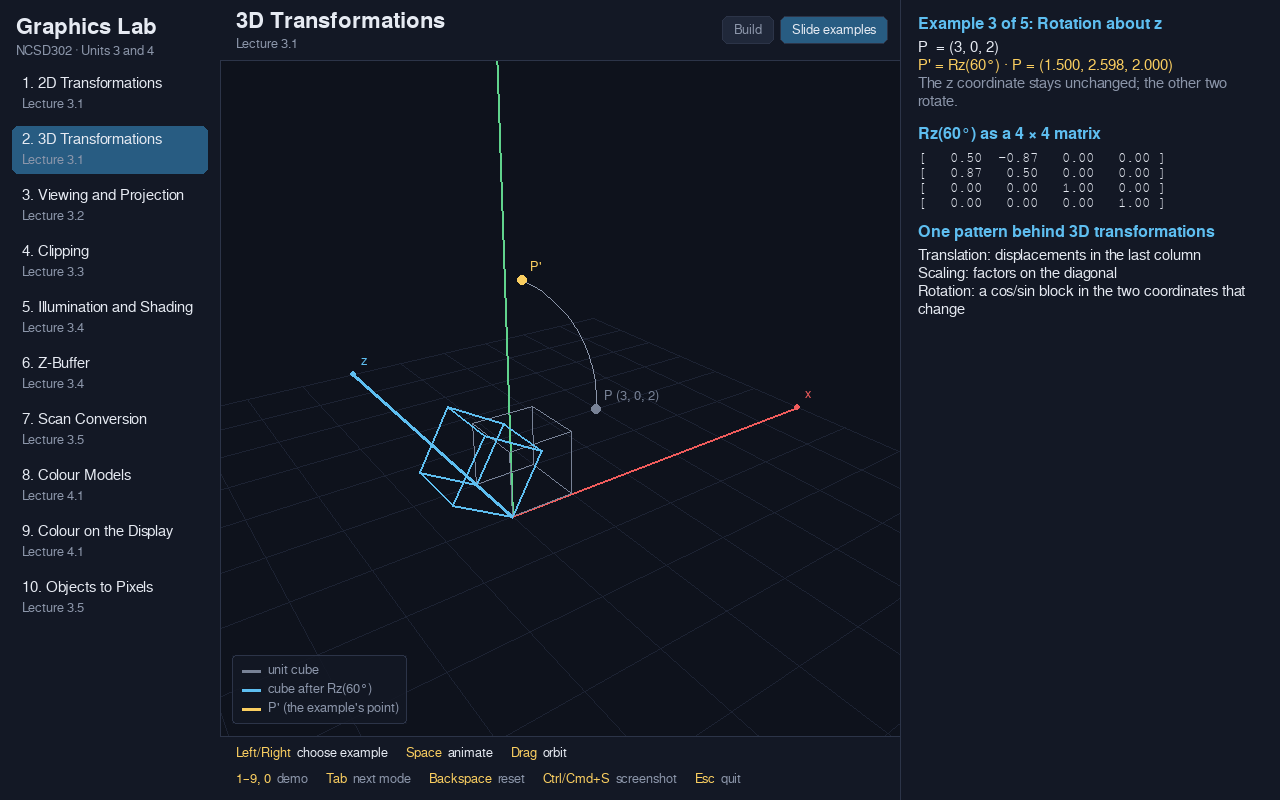 Graphics Lab
NCSD302 · Units 3 and 4
1. 2D Transformations
Lecture 3.1
2. 3D Transformations
Lecture 3.1
3. Viewing and Projection
Lecture 3.2
4. Clipping
Lecture 3.3
5. Illumination and Shading
Lecture 3.4
6. Z-Buffer
Lecture 3.4
7. Scan Conversion
Lecture 3.5
8. Colour Models
Lecture 4.1
9. Colour on the Display
Lecture 4.1
10. Objects to Pixels
Lecture 3.5
3D Transformations
Lecture 3.1
Build
Slide examples
P'
z
P (3, 0, 2)
x
unit cube
cube after Rz(60°)
P' (the example's point)
Left/Right choose example Space animate Drag orbit
1–9, 0 demo Tab next mode Backspace reset Ctrl/Cmd+S screenshot Esc quit
Example 3 of 5: Rotation about z
P = (3, 0, 2)
P' = Rz(60°) · P = (1.500, 2.598, 2.000)
The z coordinate stays unchanged; the other two
rotate.
Rz(60°) as a 4 × 4 matrix
[ 0.50 −0.87 0.00 0.00 ]
[ 0.87 0.50 0.00 0.00 ]
[ 0.00 0.00 1.00 0.00 ]
[ 0.00 0.00 0.00 1.00 ]
One pattern behind 3D transformations
Translation: displacements in the last column
Scaling: factors on the diagonal
Rotation: a cos/sin block in the two coordinates that
change